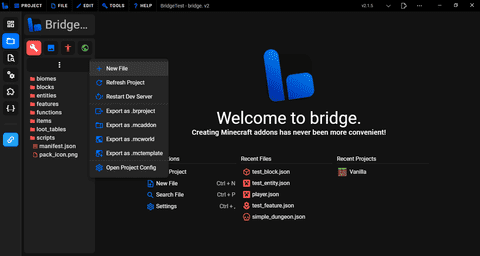 PROJECT FILE EDIT TOOLS HELP BridgeTest - bridge. v2 v2.1.5
Bridge...
biomes
blocks
entities
features
functions
items
loot_tables
scripts
manifest.json
pack_icon.png
New File
Refresh Project
Restart Dev Server
Export as .brproject
Export as .mcaddon
Export as .mcworld
Export as .mctemplate
Open Project Config
Welcome to bridge.
Creating Minecraft addons has never been more convenient!
New File Ctrl + N
Search File Ctrl + P
Settings Ctrl + ,
Recent Files
test_block.json
test_entity.json
player.json
test_feature.json
simple_dungeon.json
Recent Projects
Vanilla